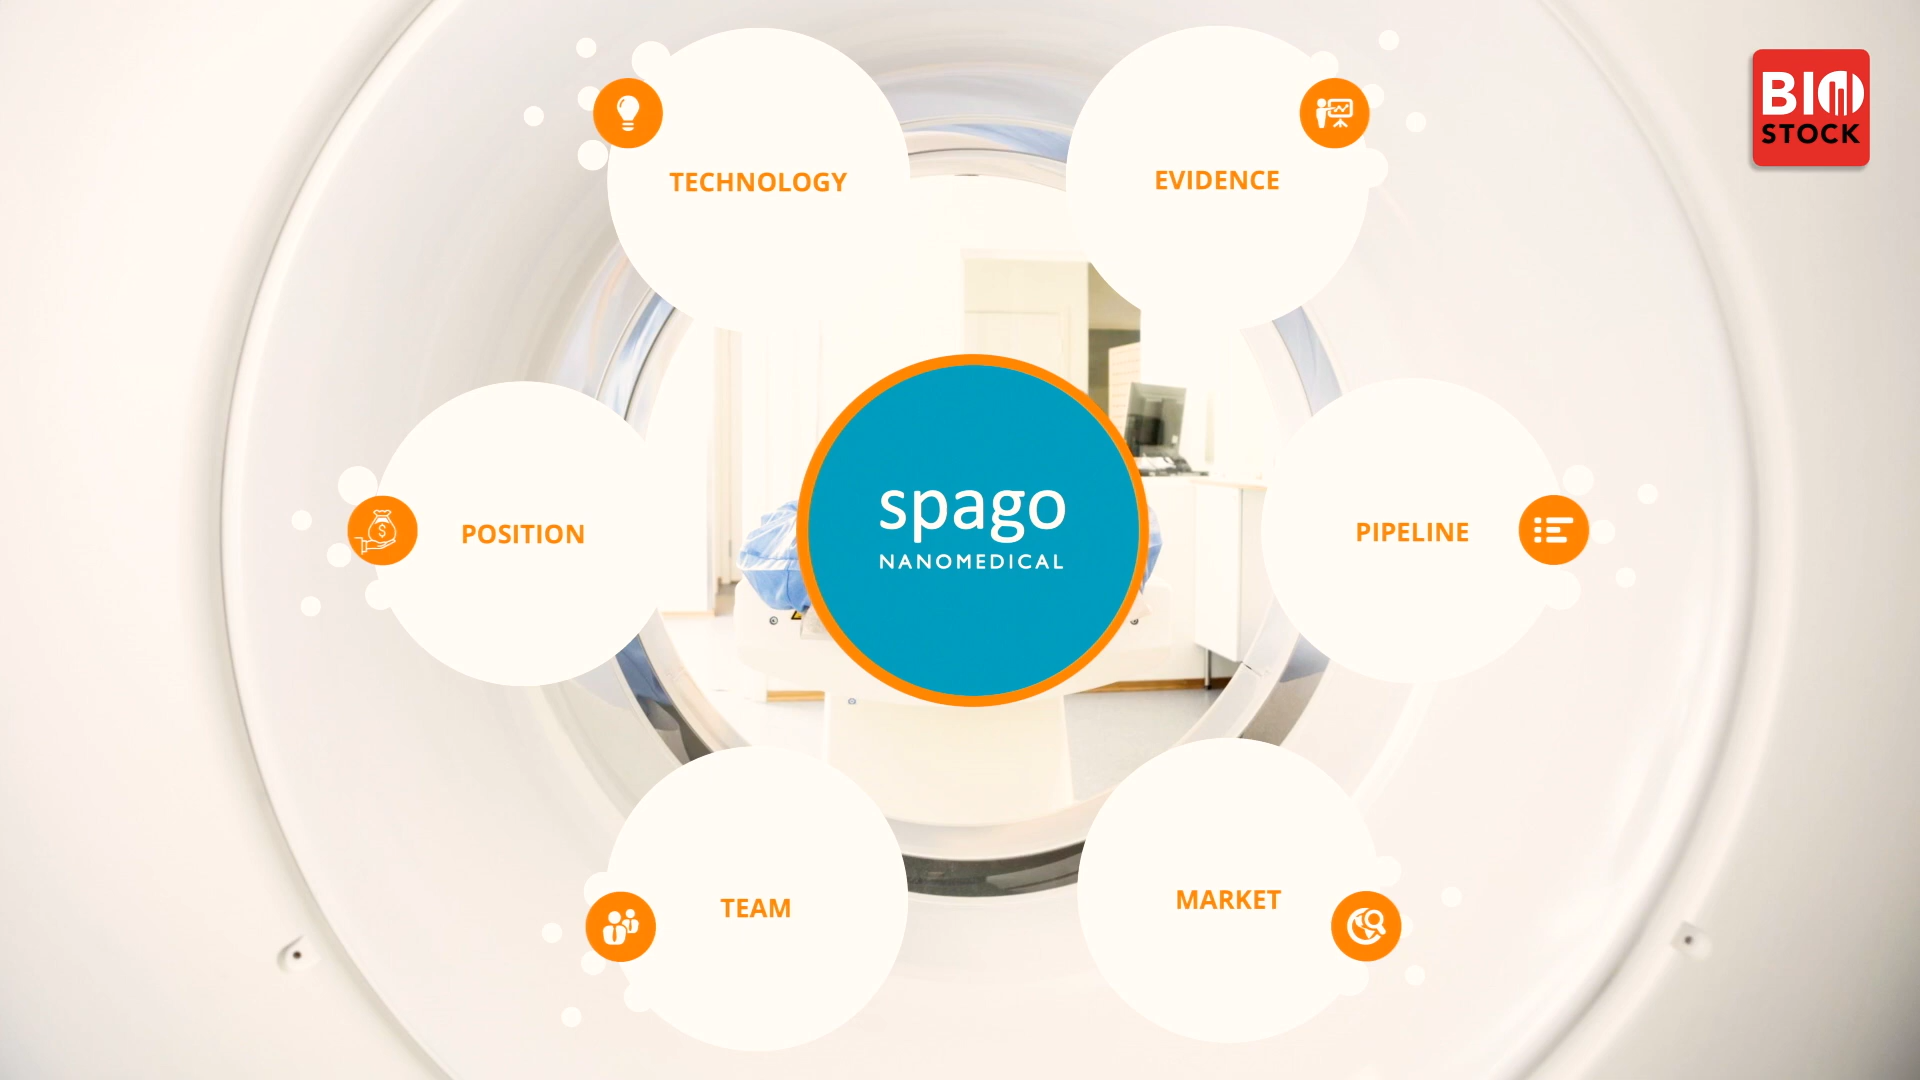 TECHNOLOGY
EVIDENCE
BIO
STOCK
POSITION
spago
NANOMEDICAL
PIPELINE
TEAM
MARKET